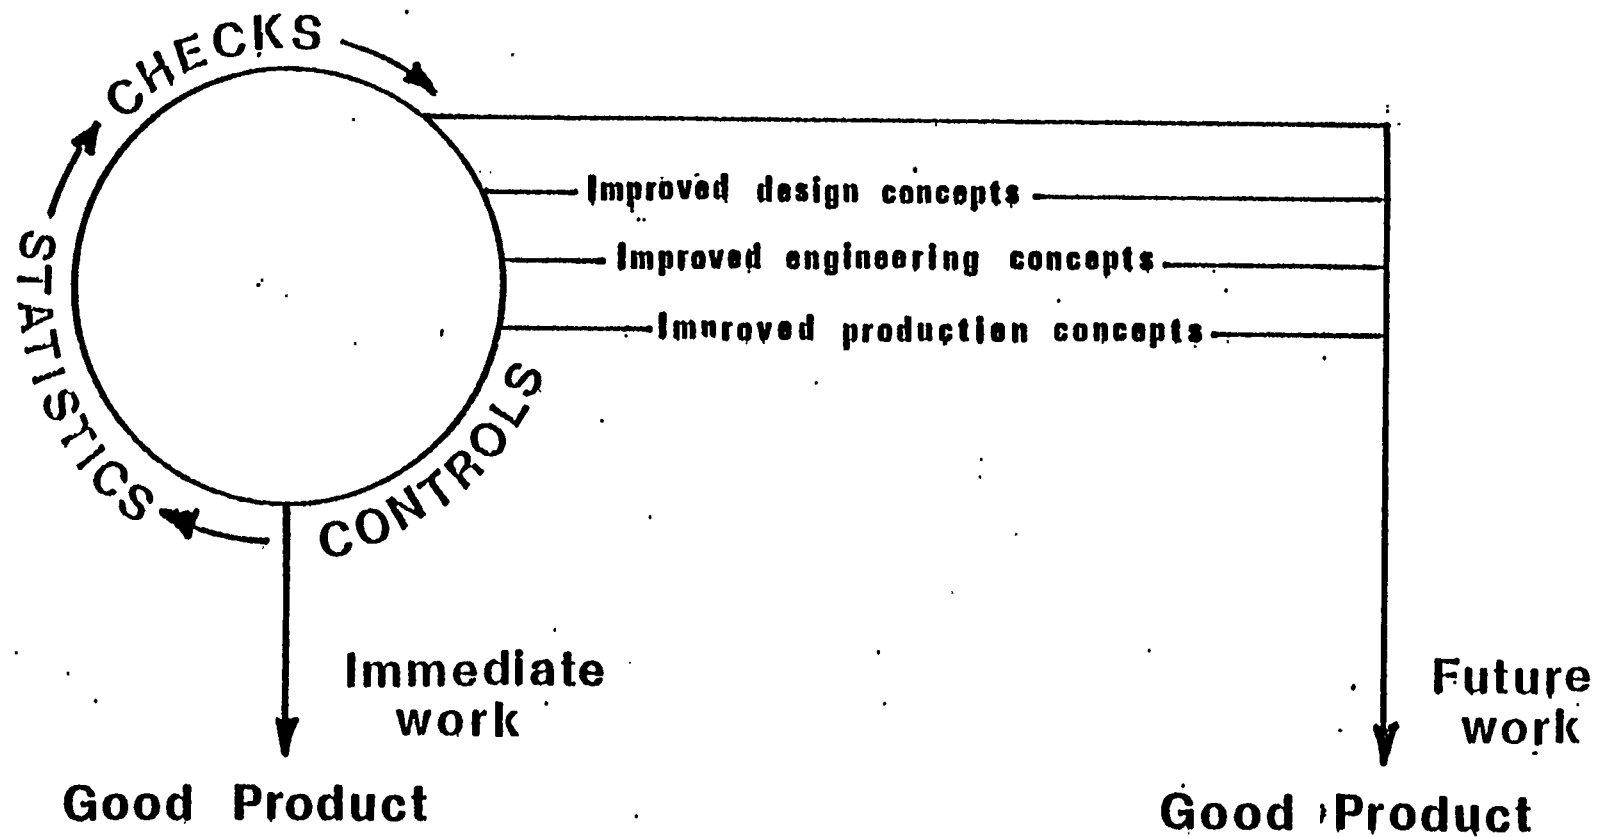 CHECKS
STATISTICS
CONTROLS
Improved design concepts
Improved engineering concepts
Improved production concepts
Immediate
work
Good Product
Future
work
Good Product